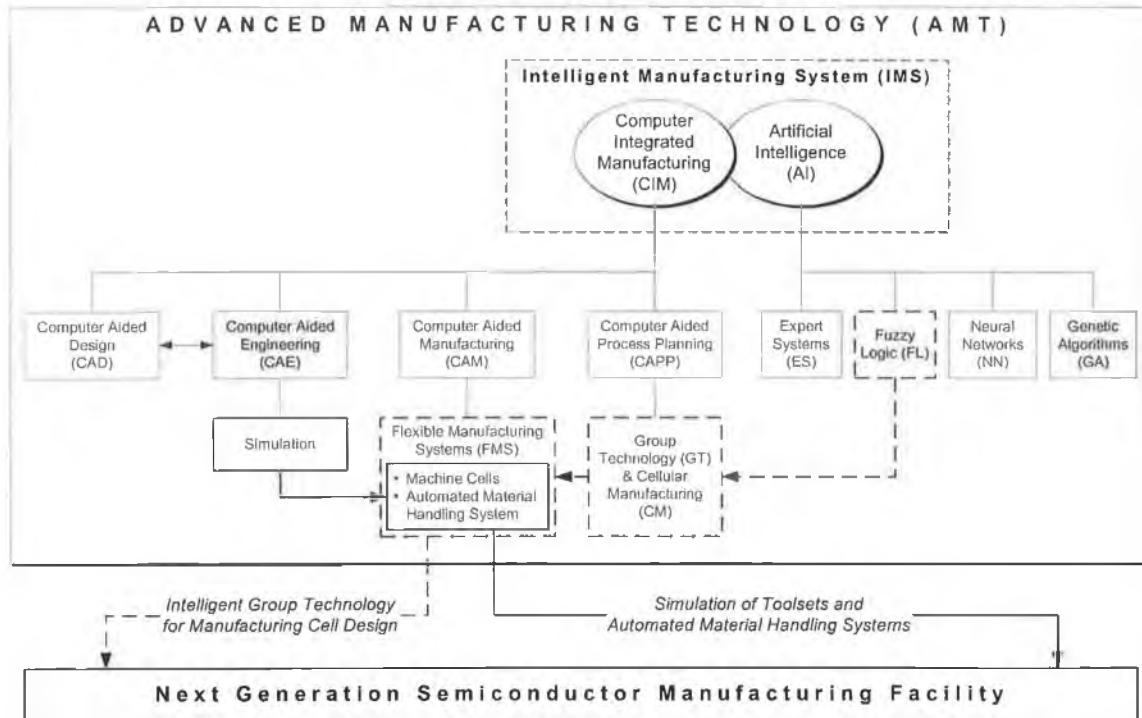 ADVANCED MANUFACTURING TECHNOLOGY (AMT)
Intelligent Manufacturing System (IMS)
Computer
Integrated
Manufacturing
(CIM)
Artificial
Intelligence
(AI)
Computer Aided
Design
(CAD)
Computer Aided
Engineering
(CAE)
Computer Aided
Manufacturing
(CAM)
Computer Aided
Process Planning
(CAPP)
Expert
Systems
(ES)
Fuzzy
Logic (FL)
Neural
Networks
(NN)
Genetic
Algorithms
(GA)
Simulation
Flexible Manufacturing
Systems (FMS)
* Machine Cells
* Automated Material
Handling System
Group
Technology (GT)
& Cellular
Manufacturing
(CM)
Intelligent Group Technology
for Manufacturing Cell Design
Simulation of Toolsets and
Automated Material Handling Systems
Next Generation Semiconductor Manufacturing Facility